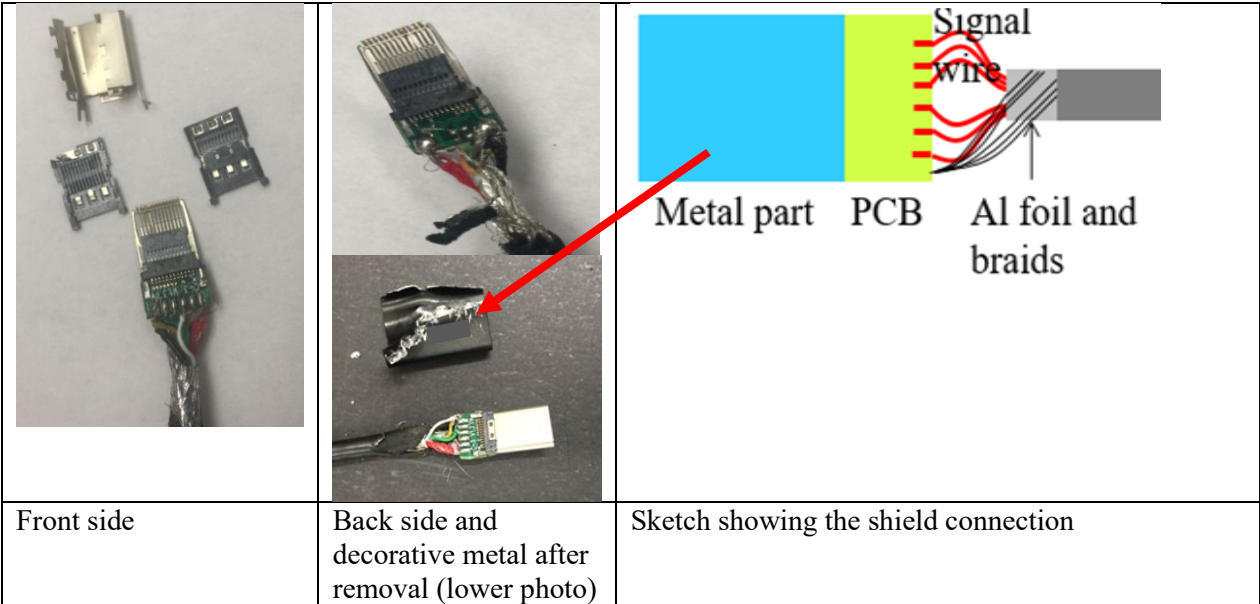 Signal
wire
Metal part
PCB
Al foil and
braids
Front side
Back side and
decorative metal after
removal (lower photo)
Sketch showing the shield connection